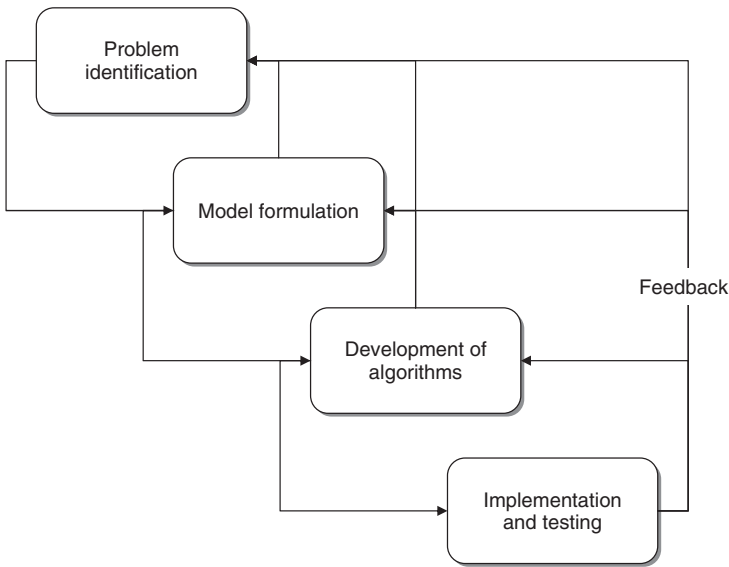 Problem
identification
Model formulation
Feedback
Development of
algorithms
Implementation
and testing